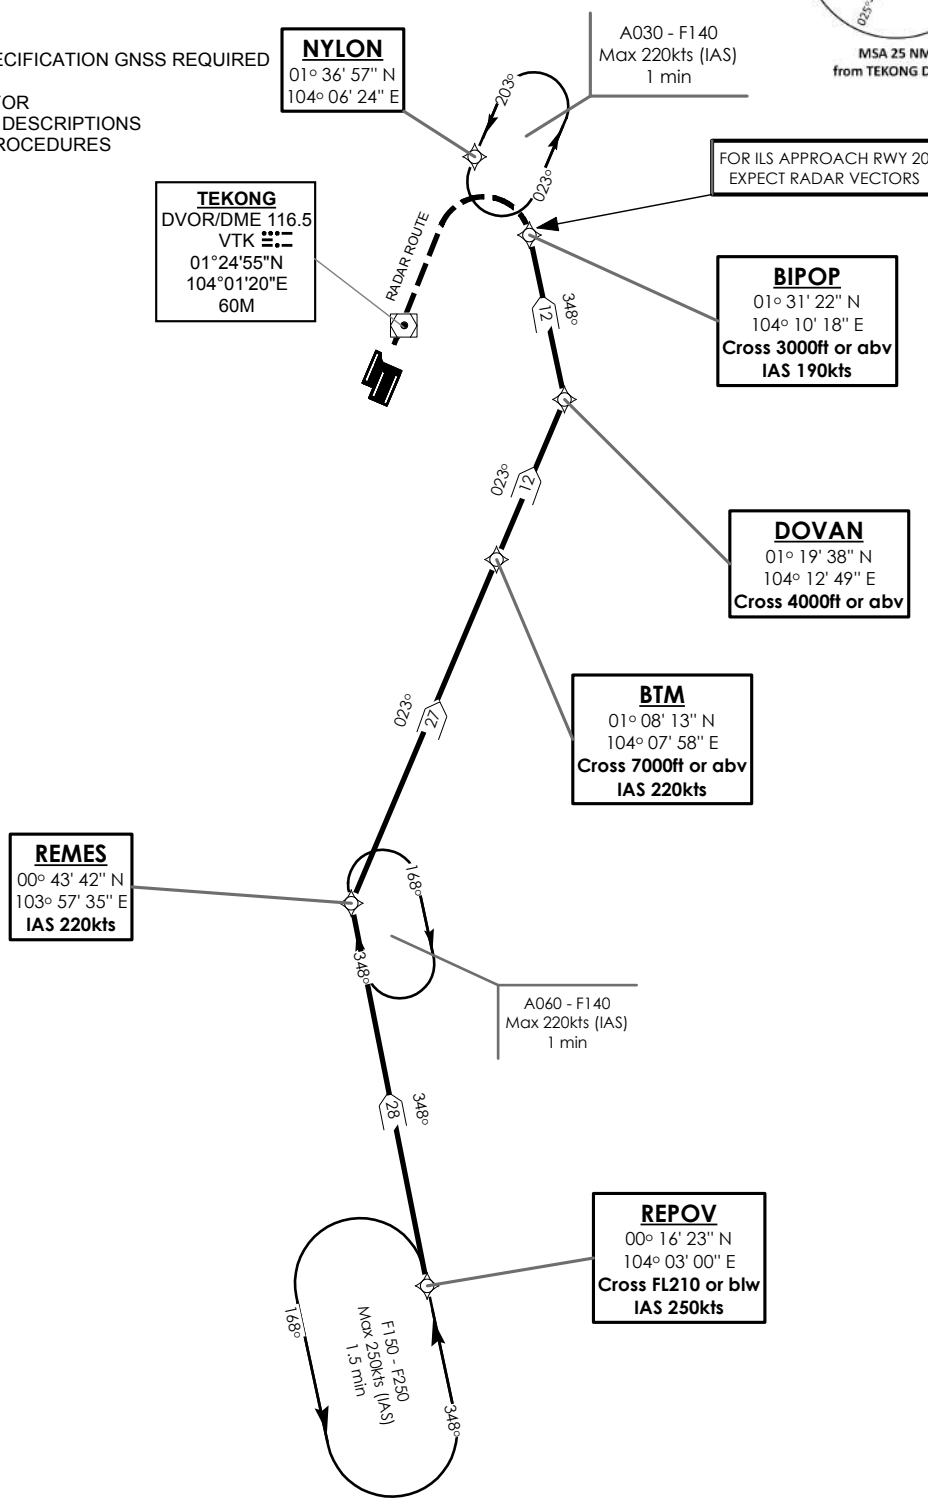 ECIFICATION GNSS REQUIRED
DESCRIPTIONS
NYLON
01° 36' 57" N
104° 06' 24" E
A030 - F140
Max 220kts (IAS)
1 min
025°
MSA 25 NM
from TEKONG D
203°
023°
FOR ILS APPROACH RWY 20
EXPECT RADAR VECTORS
TEKONG
DVOR/DME 116.5
VTK
01°24'55"N
104°01'20"E
60M
RADAR ROUTE
BIPOP
01° 31' 22" N
104° 10' 18" E
Cross 3000ft or abv
IAS 190kts
12
348°
023°
12
DOVAN
01° 19' 38" N
104° 12' 49" E
Cross 4000ft or abv
BTM
01° 08' 13" N
104° 07' 58" E
Cross 7000ft or abv
IAS 220kts
023°
27
REMES
00° 43' 42" N
103° 57' 35" E
IAS 220kts
168°
348°
A060 - F140
Max 220kts (IAS)
1 min
28
348°
REPOV
00° 16' 23" N
104° 03' 00" E
Cross FL210 or blw
IAS 250kts
168°
F150 - F250
Max 250kts (IAS)
1.5 min
348°